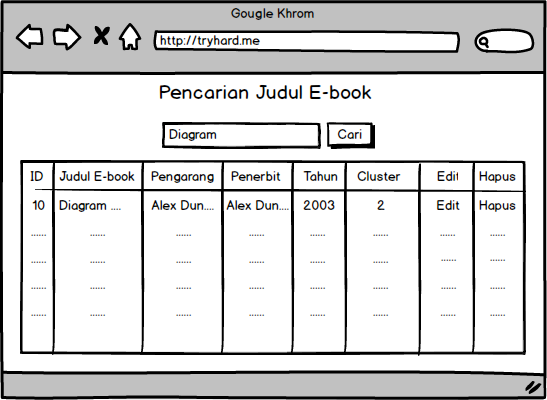 Gougle Khrom
http://tryhard.me
Pencarian Judul E-book
Diagram Cari
ID Judul E-book Pengarang Penerbit Tahun Cluster Edit Hapus
10 Diagram .... Alex Dun.... Alex Dun.... 2003 2 Edit Hapus
...... ...... ...... ...... ...... ...... ...... ......
...... ...... ...... ...... ...... ...... ...... ......
...... ...... ...... ...... ...... ...... ...... ......
...... ...... ...... ...... ...... ...... ...... ......